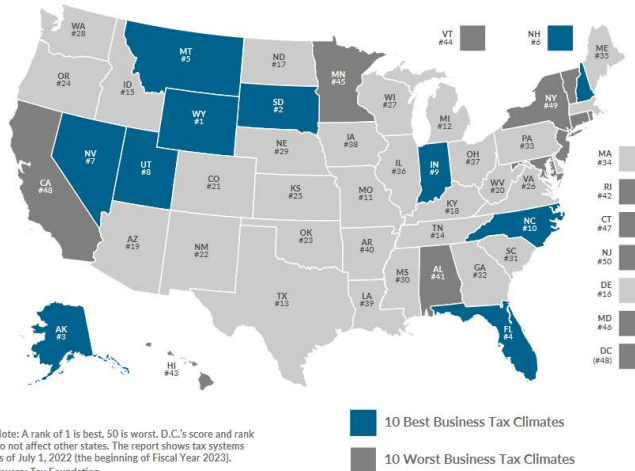 WA
#28
MT
#5
ND
#17
MN
#45
VT
#44
NH
#6
ME
#35
OR
#24
ID
#15
WY
#1
SD
#2
WI
#27
MI
#12
NY
#49
NV
#7
UT
#8
CO
#21
NE
#29
IA
#38
IL
#36
IN
#9
OH
#37
PA
#33
CA
#48
KS
#25
MO
#11
KY
#18
WV
#20
VA
#26
MA
#34
RI
#42
CT
#47
NJ
#50
DE
#16
MD
#46
DC
(#48)
AZ
#19
NM
#22
OK
#23
AR
#40
TN
#14
NC
#10
SC
#31
TX
#13
LA
#39
MS
#30
AL
#41
GA
#32
FL
#4
AK
#3
HI
#43
10 Best Business Tax Climates
10 Worst Business Tax Climates
ote: A rank of 1 is best, 50 is worst. D.C.'s score and rank
o not affect other states. The report shows tax systems
s of July 1, 2022 (the beginning of Fiscal Year 2023).
Tax Foundation